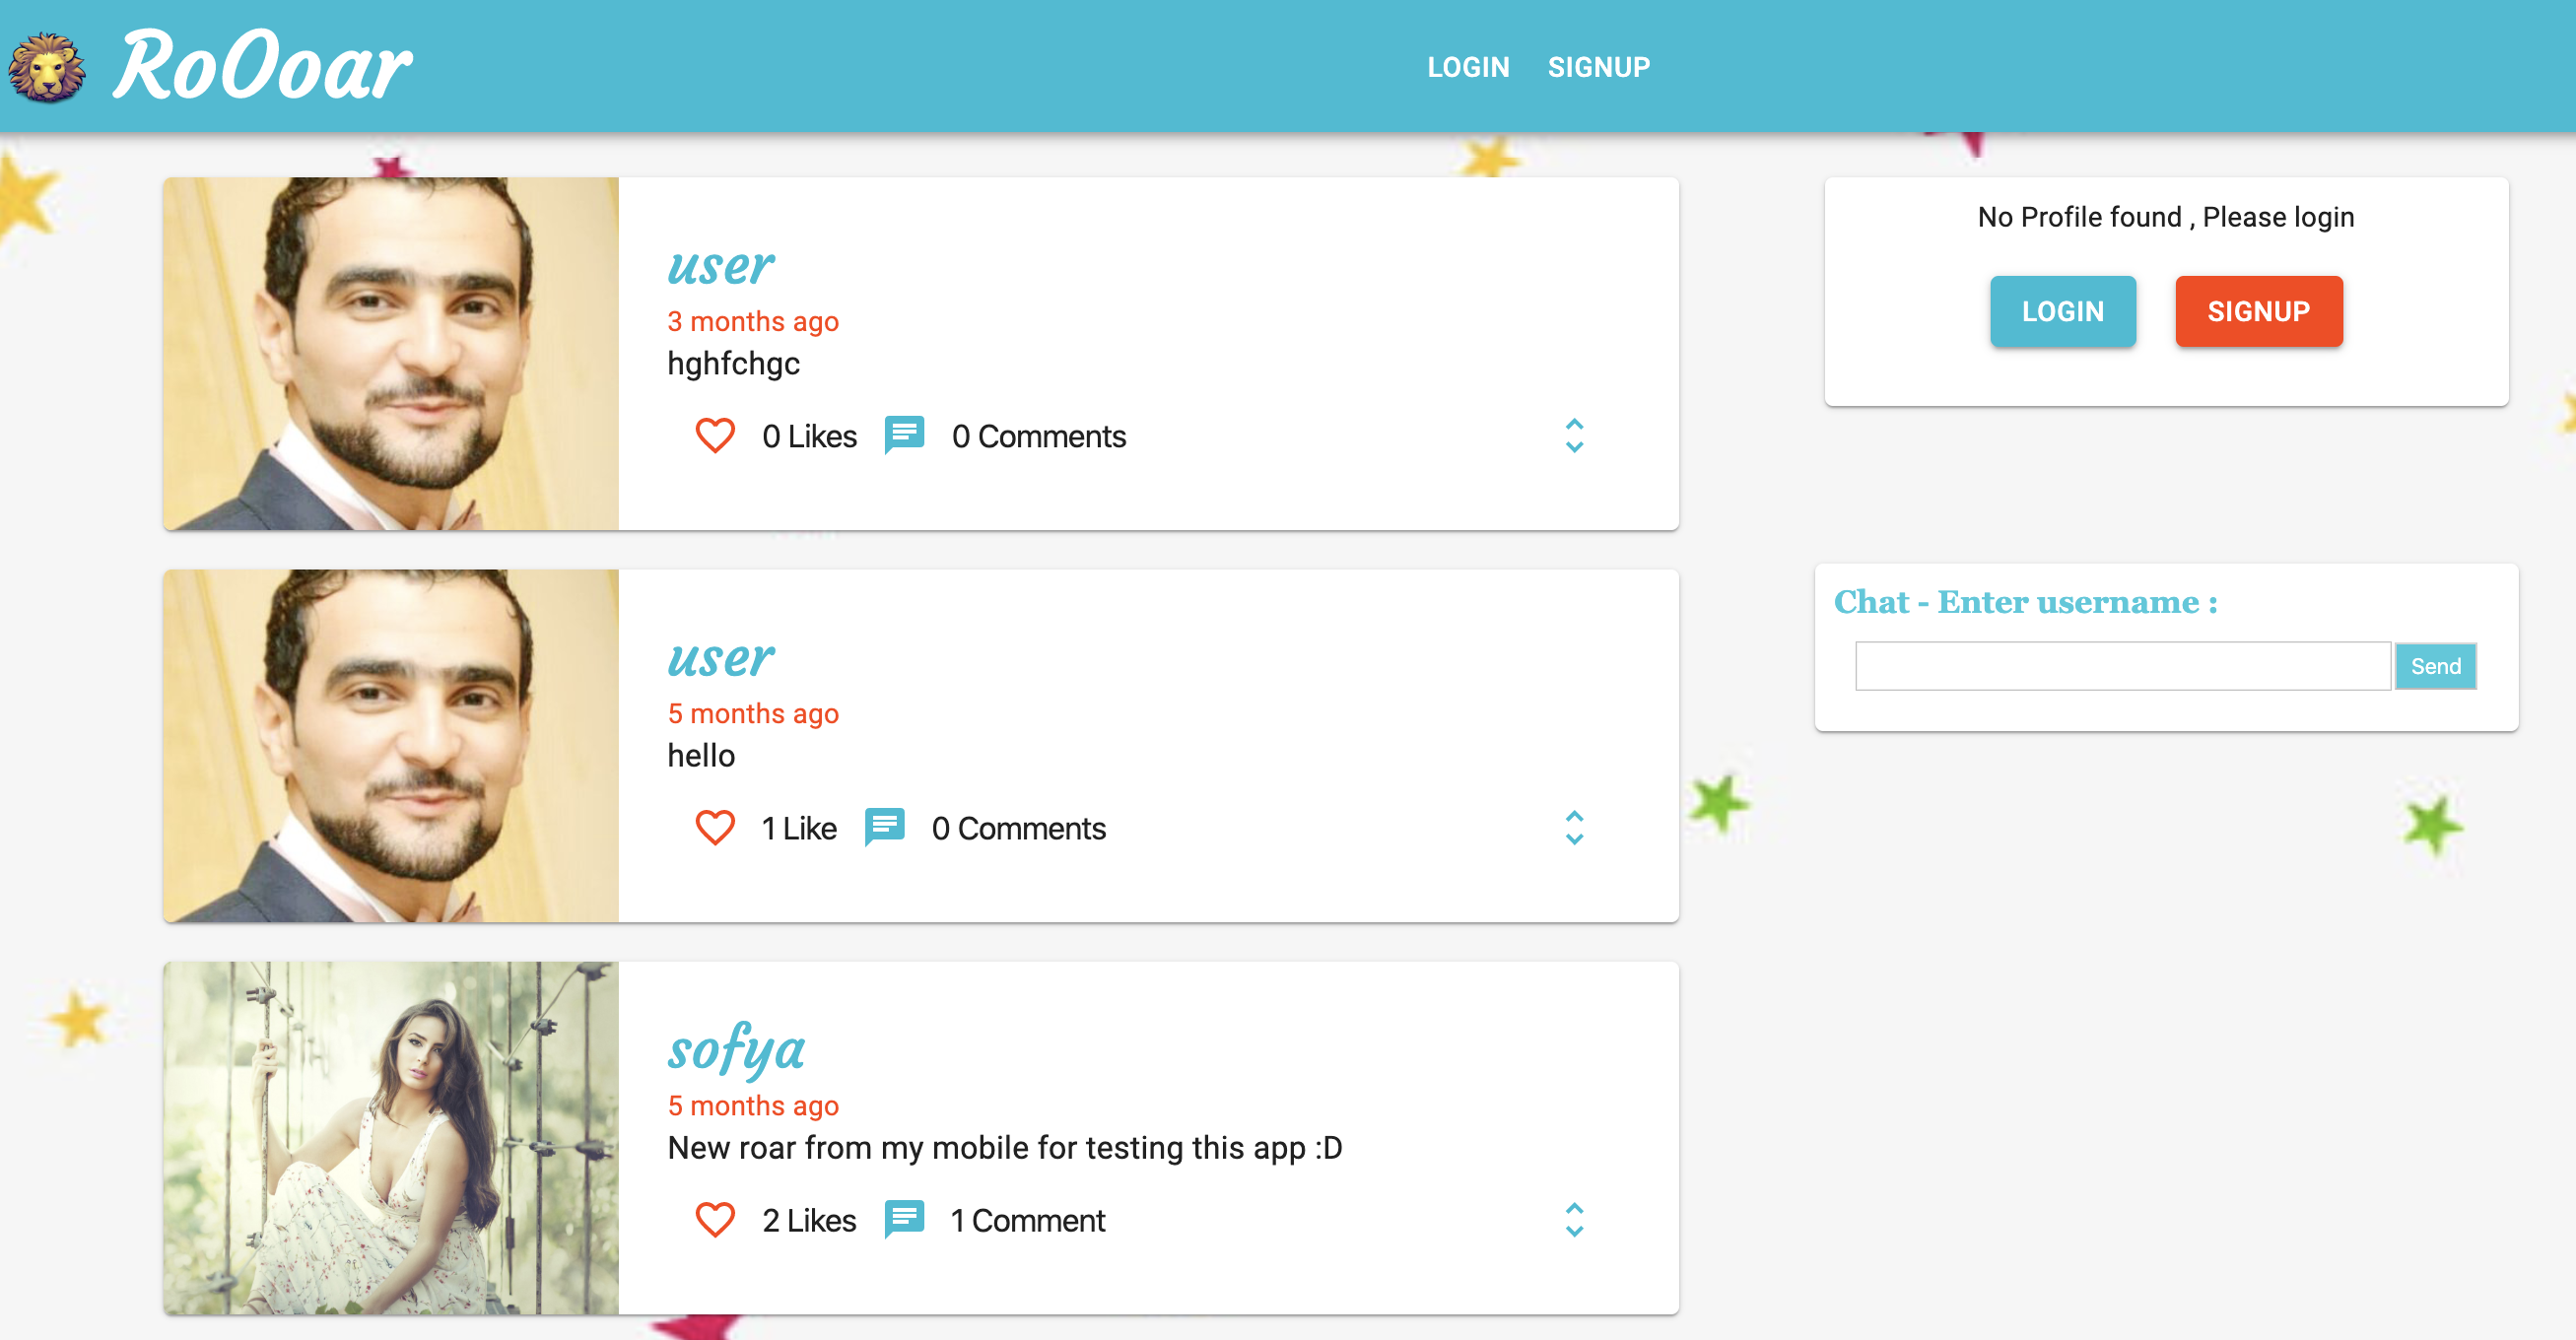 RoOoar
LOGIN SIGNUP
user
3 months ago
hghfchgc
0 Likes 0 Comments
user
5 months ago
hello
1 Like 0 Comments
sofya
5 months ago
New roar from my mobile for testing this app :D
2 Likes 1 Comment
No Profile found , Please login
LOGIN SIGNUP
Chat - Enter username :
Send